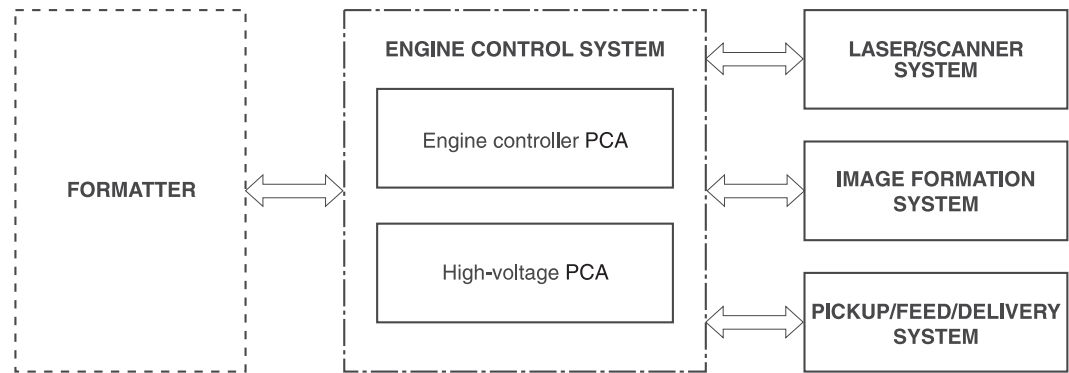 FORMATTER
ENGINE CONTROL SYSTEM
Engine controller PCA
High-voltage PCA
LASER/SCANNER
SYSTEM
IMAGE FORMATION
SYSTEM
PICKUP/FEED/DELIVERY
SYSTEM